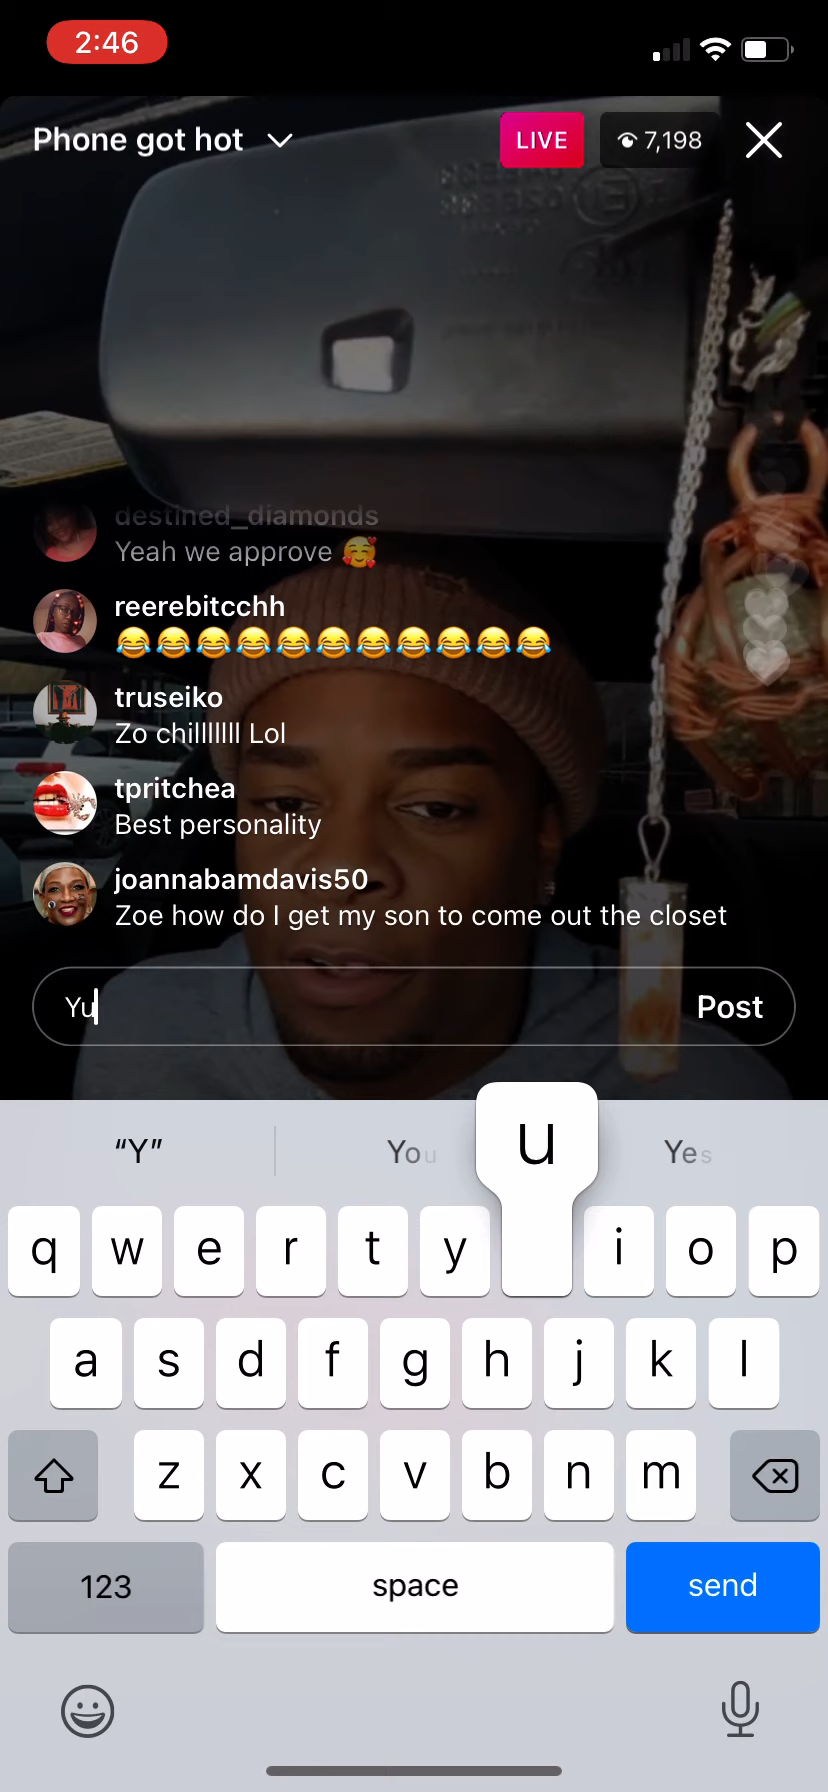 2:46
Phone got hot
LIVE
7,198
destined_diamonds
Yeah we approve 🥰
reerebitcchh
😂😂😂😂😂😂😂😂😂😂😂
truseiko
Zo chilllllll Lol
tpritchea
Best personality
joannabamdavis50
Zoe how do I get my son to come out the closet
Yu
Post
“Y” You Yes
u
q w e r t y i o p
a s d f g h j k l
z x c v b n m
123 space send